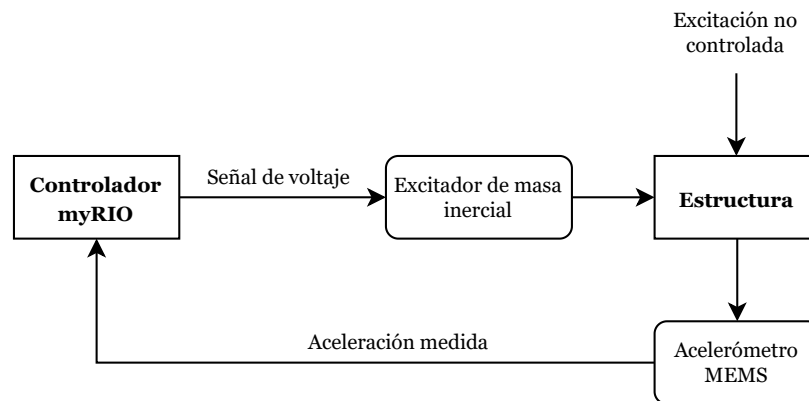 Excitación no
controlada
Controlador
myRIO
Señal de voltaje
Excitador de masa
inercial
Estructura
Aceleración medida
Acelerómetro
MEMS